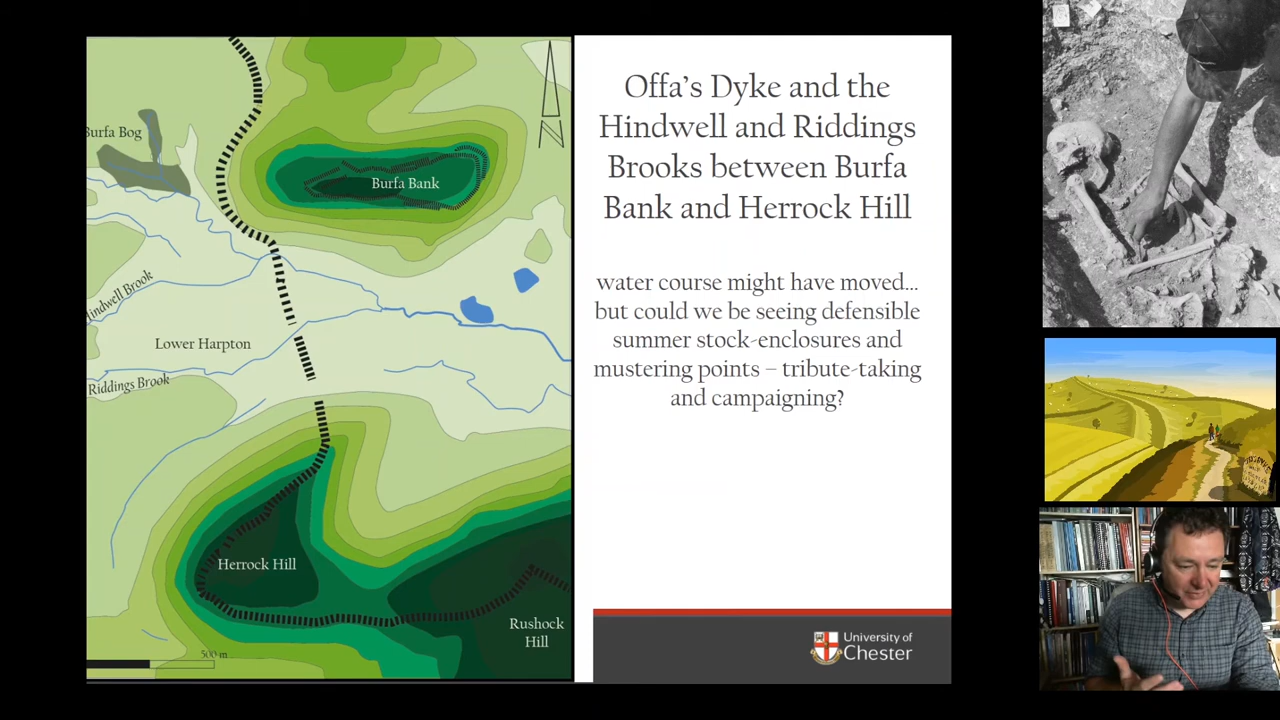 Burfa Bog
Burfa Bank
N
Hindwell Brook
Lower Harpton
Riddings Brook
Herrock Hill
Rushock
Hill
500 m
Offa's Dyke and the
Hindwell and Riddings
Brooks between Burfa
Bank and Herrock Hill
water course might have moved...
but could we be seeing defensible
summer stock-enclosures and
mustering points – tribute-taking
and campaigning?
University of
Chester